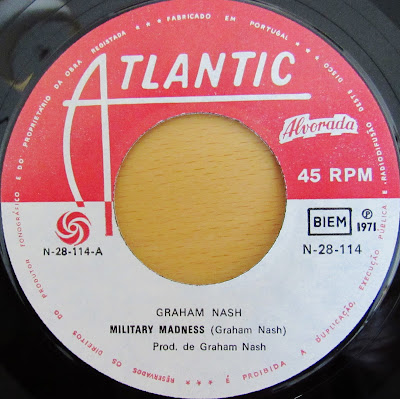 FABRICADO EM PORTUGAL
ATLANTIC
Alvorada
45 RPM
BIEM
Ⓟ
1971
N-28-114-A
N-28-114
GRAHAM NASH
MILITARY MADNESS (Graham Nash)
Prod. de Graham Nash
RESERVADOS OS DIREITOS DO PRODUTOR FONOGRÁFICO E DO PROPRIETÁRIO DA OBRA REGISTADA
É PROIBIDA A DUPLICAÇÃO, EXECUÇÃO PÚBLICA E RADIODIFUSÃO DESTE DISCO